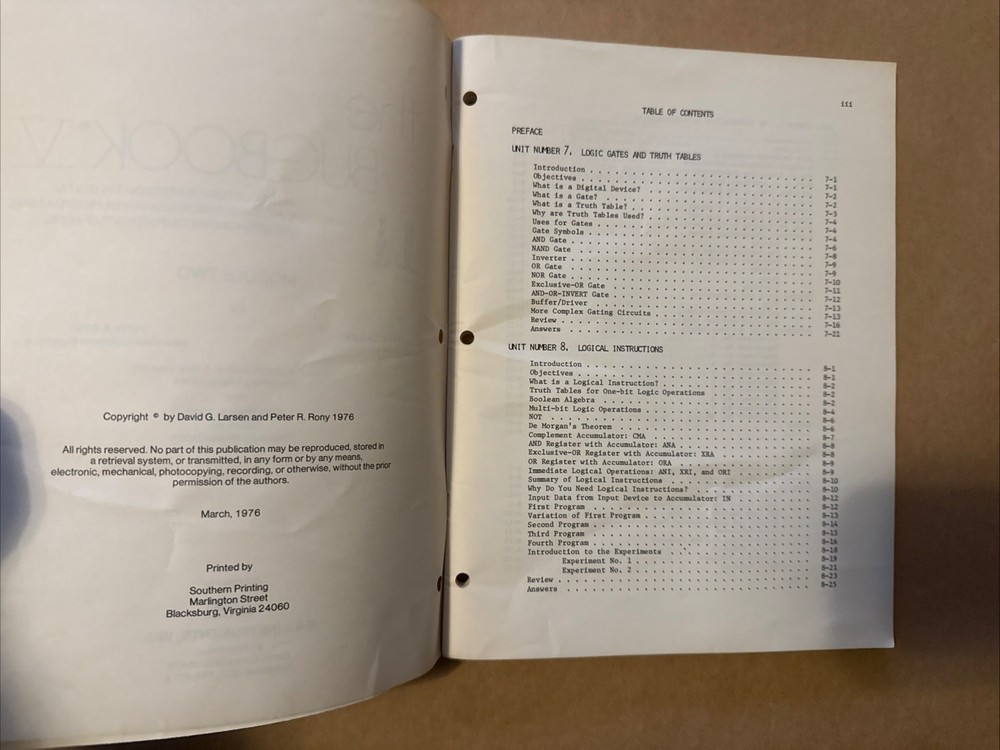 Copyright © by David G. Larsen and Peter R. Rony 1976
All rights reserved. No part of this publication may be reproduced, stored in
a retrieval system, or transmitted, in any form or by any means,
electronic, mechanical, photocopying, recording, or otherwise, without the prior
permission of the authors.
March, 1976
Printed by
Southern Printing
Marlington Street
Blacksburg, Virginia 24060
iii
TABLE OF CONTENTS
PREFACE
UNIT NUMBER 7. LOGIC GATES AND TRUTH TABLES
Introduction . . . . . 7-1
Objectives . . . . . 7-1
What is a Digital Device? . . . . . 7-2
What is a Gate? . . . . . 7-2
What is a Truth Table? . . . . . 7-3
Why are Truth Tables Used? . . . . . 7-4
Uses for Gates . . . . . 7-4
Gate Symbols . . . . . 7-4
AND Gate . . . . . 7-6
NAND Gate . . . . . 7-8
Inverter . . . . . 7-9
OR Gate . . . . . 7-9
NOR Gate . . . . . 7-10
Exclusive-OR Gate . . . . . 7-11
AND-OR-INVERT Gate . . . . . 7-12
Buffer/Driver . . . . . 7-13
More Complex Gating Circuits . . . . . 7-13
Review . . . . . 7-16
Answers . . . . . 7-21
UNIT NUMBER 8. LOGICAL INSTRUCTIONS
Introduction . . . . . 8-1
Objectives . . . . . 8-1
What is a Logical Instruction? . . . . . 8-2
Truth Tables for One-bit Logic Operations . . . . . 8-2
Boolean Algebra . . . . . 8-2
Multi-bit Logic Operations . . . . . 8-4
NOT . . . . . 8-6
De Morgan's Theorem . . . . . 8-6
Complement Accumulator: CMA . . . . . 8-7
AND Register with Accumulator: ANA . . . . . 8-8
Exclusive-OR Register with Accumulator: XRA . . . . . 8-8
OR Register with Accumulator: ORA . . . . . 8-9
Immediate Logical Operations: ANI, XRI, and ORI . . . . . 8-9
Summary of Logical Instructions . . . . . 8-10
Why Do You Need Logical Instructions? . . . . . 8-10
Input Data from Input Device to Accumulator: IN . . . . . 8-12
First Program . . . . . 8-12
Variation of First Program . . . . . 8-13
Second Program . . . . . 8-14
Third Program . . . . . 8-15
Fourth Program . . . . . 8-16
Introduction to the Experiments . . . . . 8-18
Experiment No. 1 . . . . . 8-19
Experiment No. 2 . . . . . 8-21
Review . . . . . 8-23
Answers . . . . . 8-25